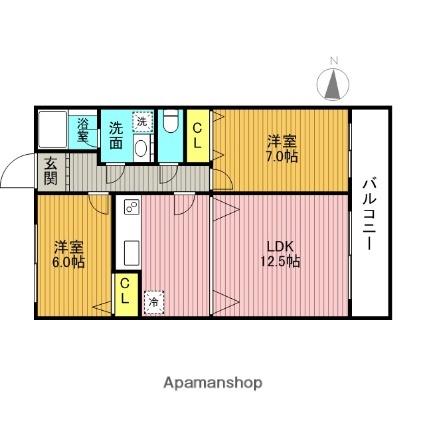 N
浴室
洗面
洗
CL
洋室
7.0帖
玄関
バルコニー
洋室
6.0帖
LDK
12.5帖
CL
冷
Apamanshop